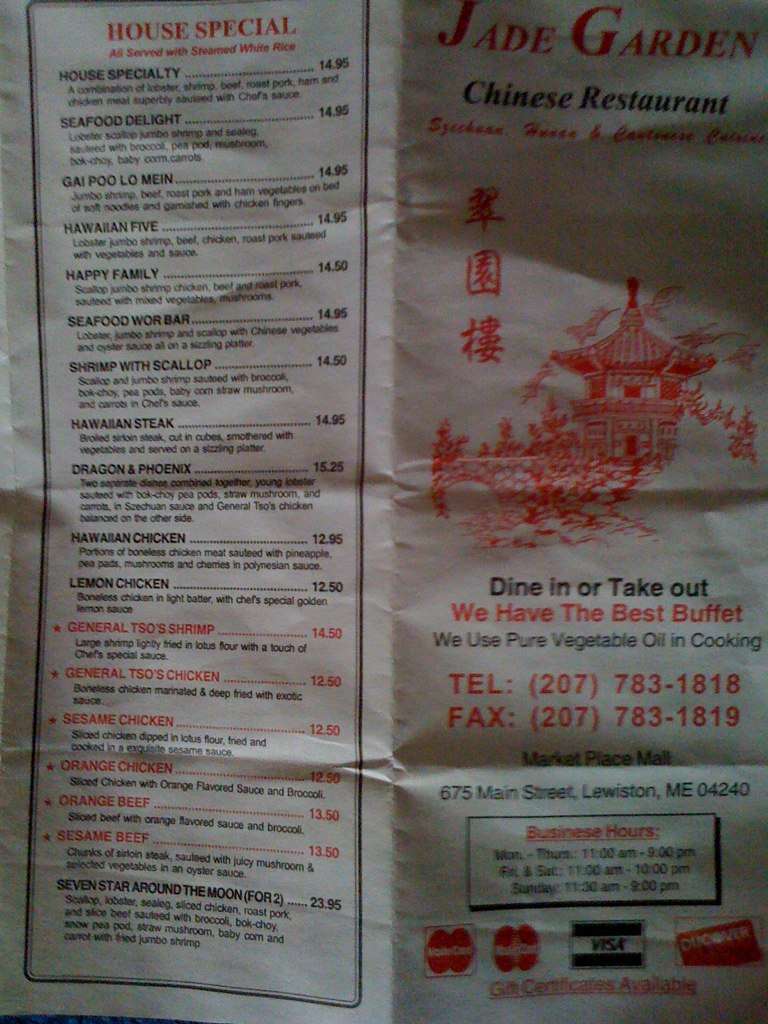 HOUSE SPECIAL
All Served with Steamed White Rice
HOUSE SPECIALTY ........................ 14.95
A combination of lobster, shrimp, beef, roast pork, ham and
chicken meat superbly sauteed with Chef's sauce.
SEAFOOD DELIGHT ........................ 14.95
Lobster scallop jumbo shrimp and sealeg,
sauteed with broccoli, pea pod, mushroom,
bok-choy, baby corn,carrots.
GAI POO LO MEIN ........................ 14.95
Jumbo shrimp, beef, roast pork and ham vegetables on bed
of soft noodles and garnished with chicken fingers.
HAWAIIAN FIVE ........................ 14.95
Lobster jumbo shrimp, beef, chicken, roast pork sauteed
with vegetables and sauce.
HAPPY FAMILY ........................ 14.50
Scallop jumbo shrimp chicken, beef and roast pork,
sauteed with mixed vegetables, mushrooms.
SEAFOOD WOR BAR ........................ 14.95
Lobster, jumbo shrimp and scallop with Chinese vegetables
and oyster sauce all on a sizzling platter.
SHRIMP WITH SCALLOP ........................ 14.50
Scallop and jumbo shrimp sauteed with broccoli,
bok-choy, pea pods, baby corn straw mushroom,
and carrots in Chef's sauce.
HAWAIIAN STEAK ........................ 14.95
Broiled sirloin steak, cut in cubes, smothered with
vegetables and served on a sizzling platter.
DRAGON & PHOENIX ........................ 15.25
Two separate dishes combined together, young lobster
sauteed with bok-choy pea pods, straw mushroom, and
carrots, in Szechuan sauce and General Tso's chicken
balanced on the other side.
HAWAIIAN CHICKEN ........................ 12.95
Portions of boneless chicken meat sauteed with pineapple,
pea pads, mushrooms and cherries in polynesian sauce.
LEMON CHICKEN ........................ 12.50
Boneless chicken in light batter, with chef's special golden
lemon sauce
★ GENERAL TSO'S SHRIMP ........................ 14.50
Large shrimp lightly fried in lotus flour with a touch of
Chef's special sauce.
★ GENERAL TSO'S CHICKEN ........................ 12.50
Boneless chicken marinated & deep fried with exotic
sauce...
★ SESAME CHICKEN ........................ 12.50
Sliced chicken dipped in lotus flour, fried and
cooked in a exquisite sesame sauce.
★ ORANGE CHICKEN ........................ 12.50
Sliced Chicken with Orange Flavored Sauce and Broccoli.
★ ORANGE BEEF ........................ 13.50
Sliced beef with orange flavored sauce and broccoli.
★ SESAME BEEF ........................ 13.50
Chunks of sirloin steak, sauteed with juicy mushroom &
selected vegetables in an oyster sauce.
SEVEN STAR AROUND THE MOON (FOR 2) ...... 23.95
Scallop, lobster, sealeg, sliced chicken, roast pork,
and slice beef sauteed with broccoli, bok-choy,
snow pea pod, straw mushroom, baby corn and
carrot with fried jumbo shrimp
JADE GARDEN
Chinese Restaurant
Szechuan Hunan & Cantonese Cuisine
翠
園
樓
Dine in or Take out
We Have The Best Buffet
We Use Pure Vegetable Oil in Cooking
TEL: (207) 783-1818
FAX: (207) 783-1819
Market Place Mall
675 Main Street, Lewiston, ME 04240
Businese Hours:
Mon. - Thurs.: 11:00 am - 9:00 pm
Fri. & Sat.: 11:00 am - 10:00 pm
Sunday: 11:30 am - 9:00 pm
MasterCard
VISA
DISCOVER
Gift Certificates Available